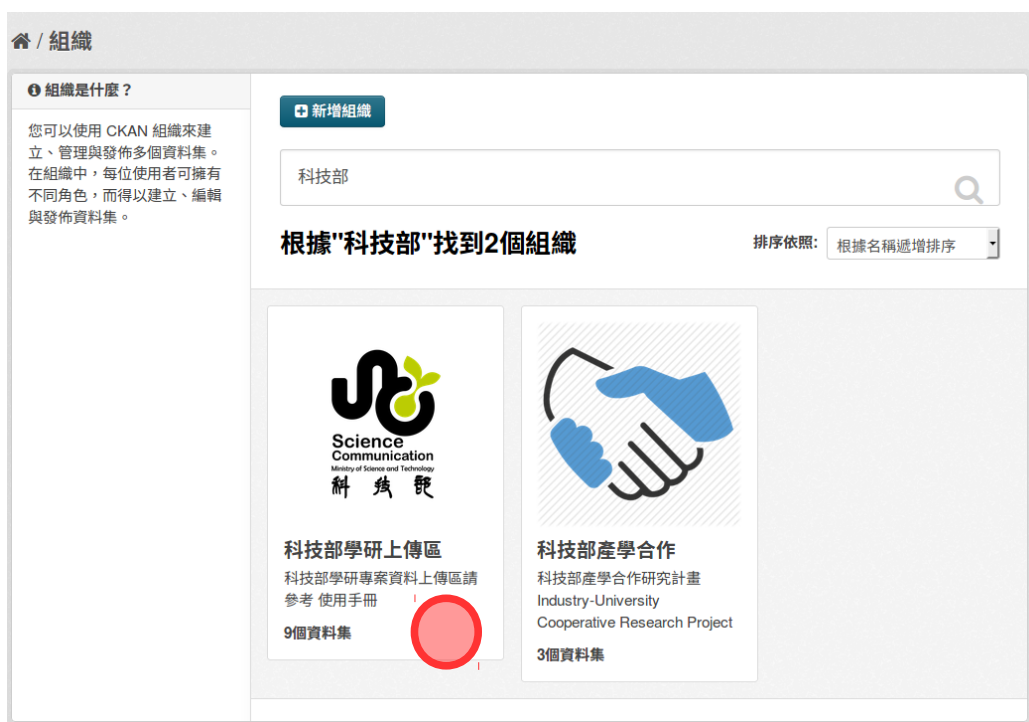 / 組織
組織是什麼？
您可以使用 CKAN 組織來建
立、管理與發佈多個資料集。
在組織中，每位使用者可擁有
不同角色，而得以建立、編輯
與發佈資料集。
新增組織
科技部
根據"科技部"找到2個組織
排序依照:
根據名稱遞增排序
Science
Communication
Ministry of Science and Technology
科技部
科技部學研上傳區
科技部學研專案資料上傳區請
參考 使用手冊
9個資料集
科技部產學合作
科技部產學合作研究計畫
Industry-University
Cooperative Research Project
3個資料集